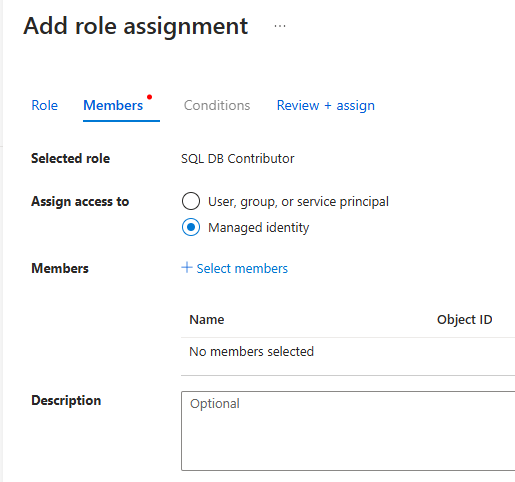 Add role assignment ...
Role Members Conditions Review + assign
Selected role SQL DB Contributor
Assign access to User, group, or service principal
Managed identity
Members + Select members
Name Object ID
No members selected
Description Optional